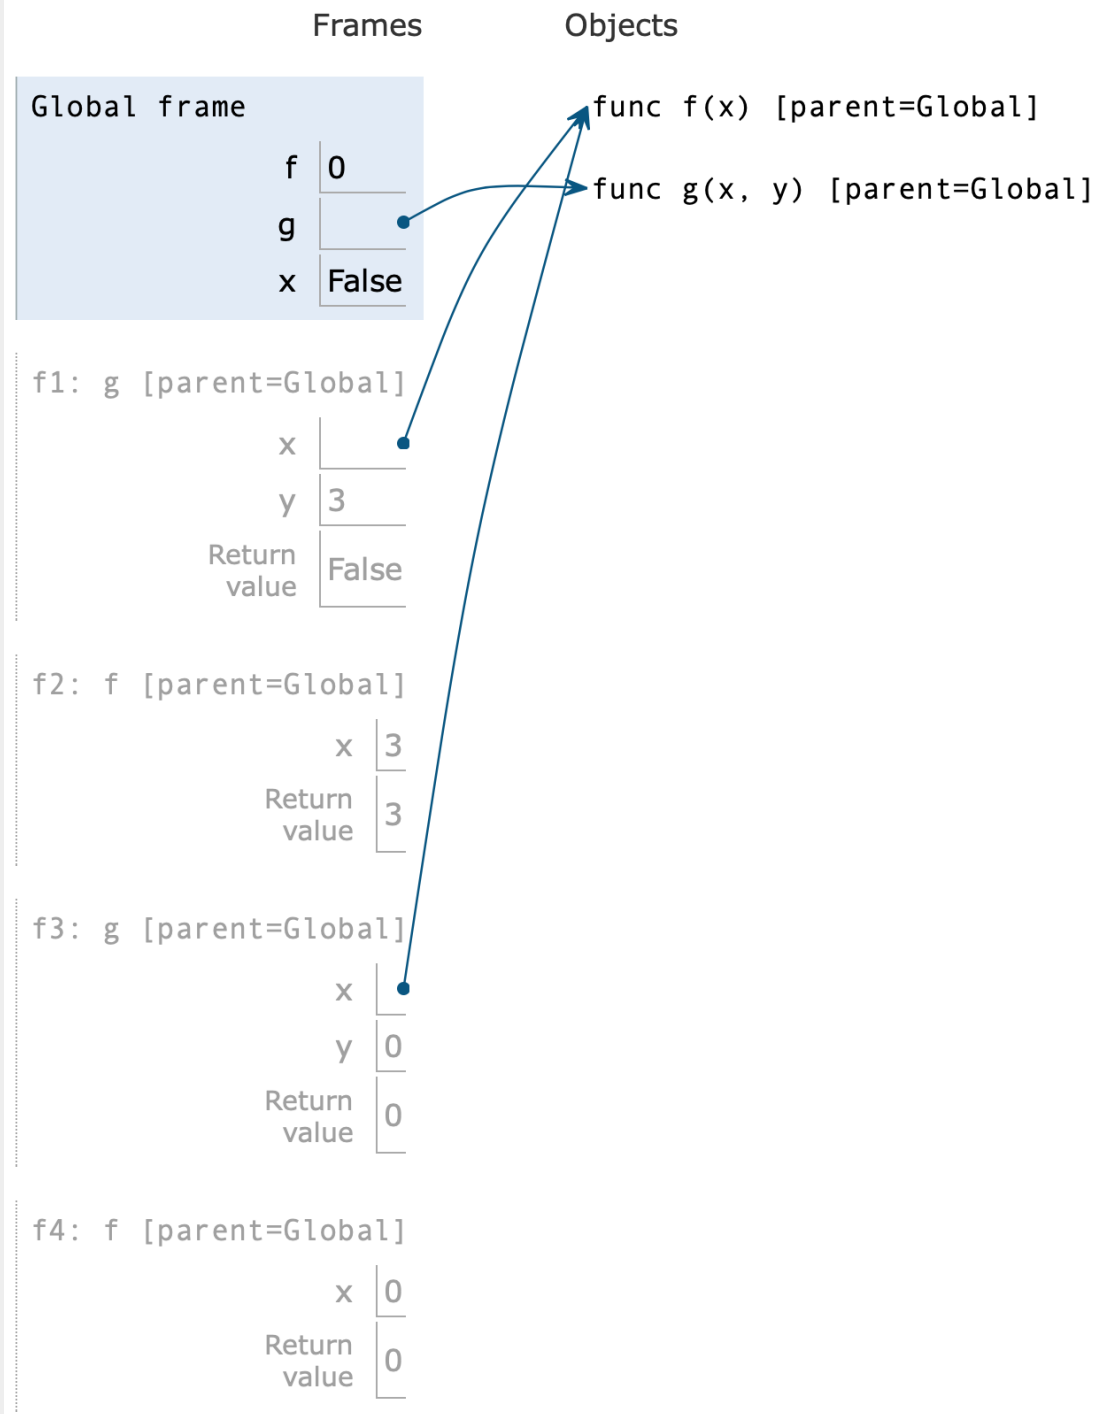 Frames Objects
Global frame
f 0
g
x False
func f(x) [parent=Global]
func g(x, y) [parent=Global]
f1: g [parent=Global]
x
y 3
Return
value False
f2: f [parent=Global]
x 3
Return
value 3
f3: g [parent=Global]
x
y 0
Return
value 0
f4: f [parent=Global]
x 0
Return
value 0